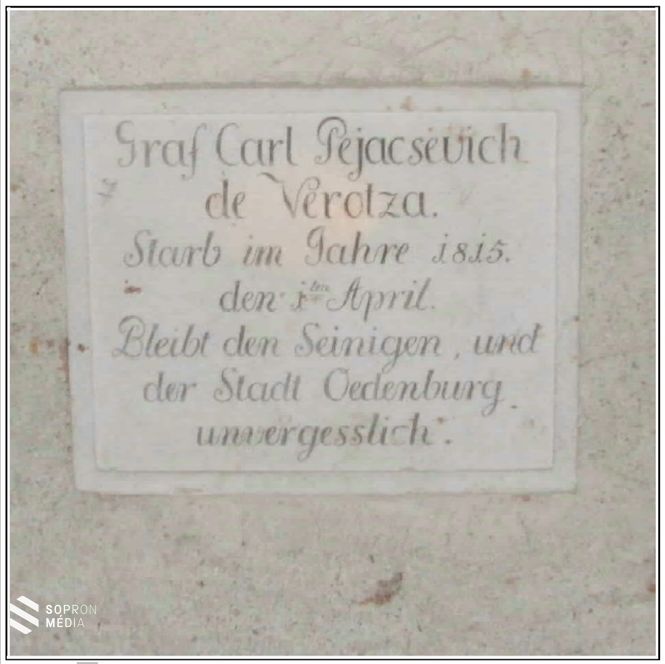 Graf Carl Pejacsevich
de Verotza.
Starb im Jahre 1815.
den 1ten April.
Bleibt den Seinigen, und
der Stadt Oedenburg
unvergesslich.
SOPRON
MÉDIA